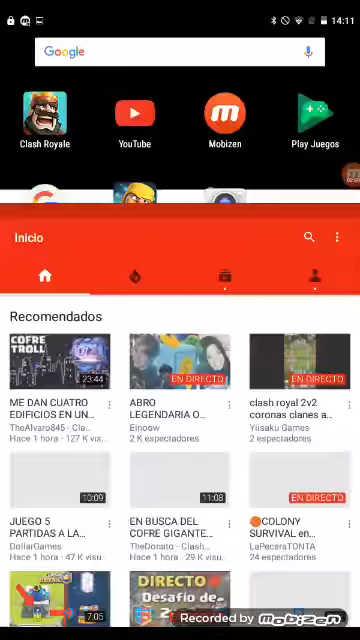 14:11
Google
Clash Royale
YouTube
Mobizen
Play Juegos
Inicio
Recomendados
COFRE
TROLL
23:44
EN DIRECTO
EN DIRECTO
ME DAN CUATRO
EDIFICIOS EN UN...
TheAlvaro845 · Cla...
Hace 1 hora · 127 K vis...
ABRO
LEGENDARIA O...
Einoow
2 K espectadores
clash royal 2v2
coronas clanes a...
Yiisaku Games
2 espectadores
10:09
11:08
EN DIRECTO
JUEGO 5
PARTIDAS A LA...
DollarGames
Hace 1 hora · 47 K visu...
EN BUSCA DEL
COFRE GIGANTE...
TheDonato · Clash...
Hace 1 hora · 29 K vis...
COLONY
SURVIVAL en...
LaPeceraTONTA
24 espectadores
7:05
DIRECTO
Desafio de
Recorded by mobizen